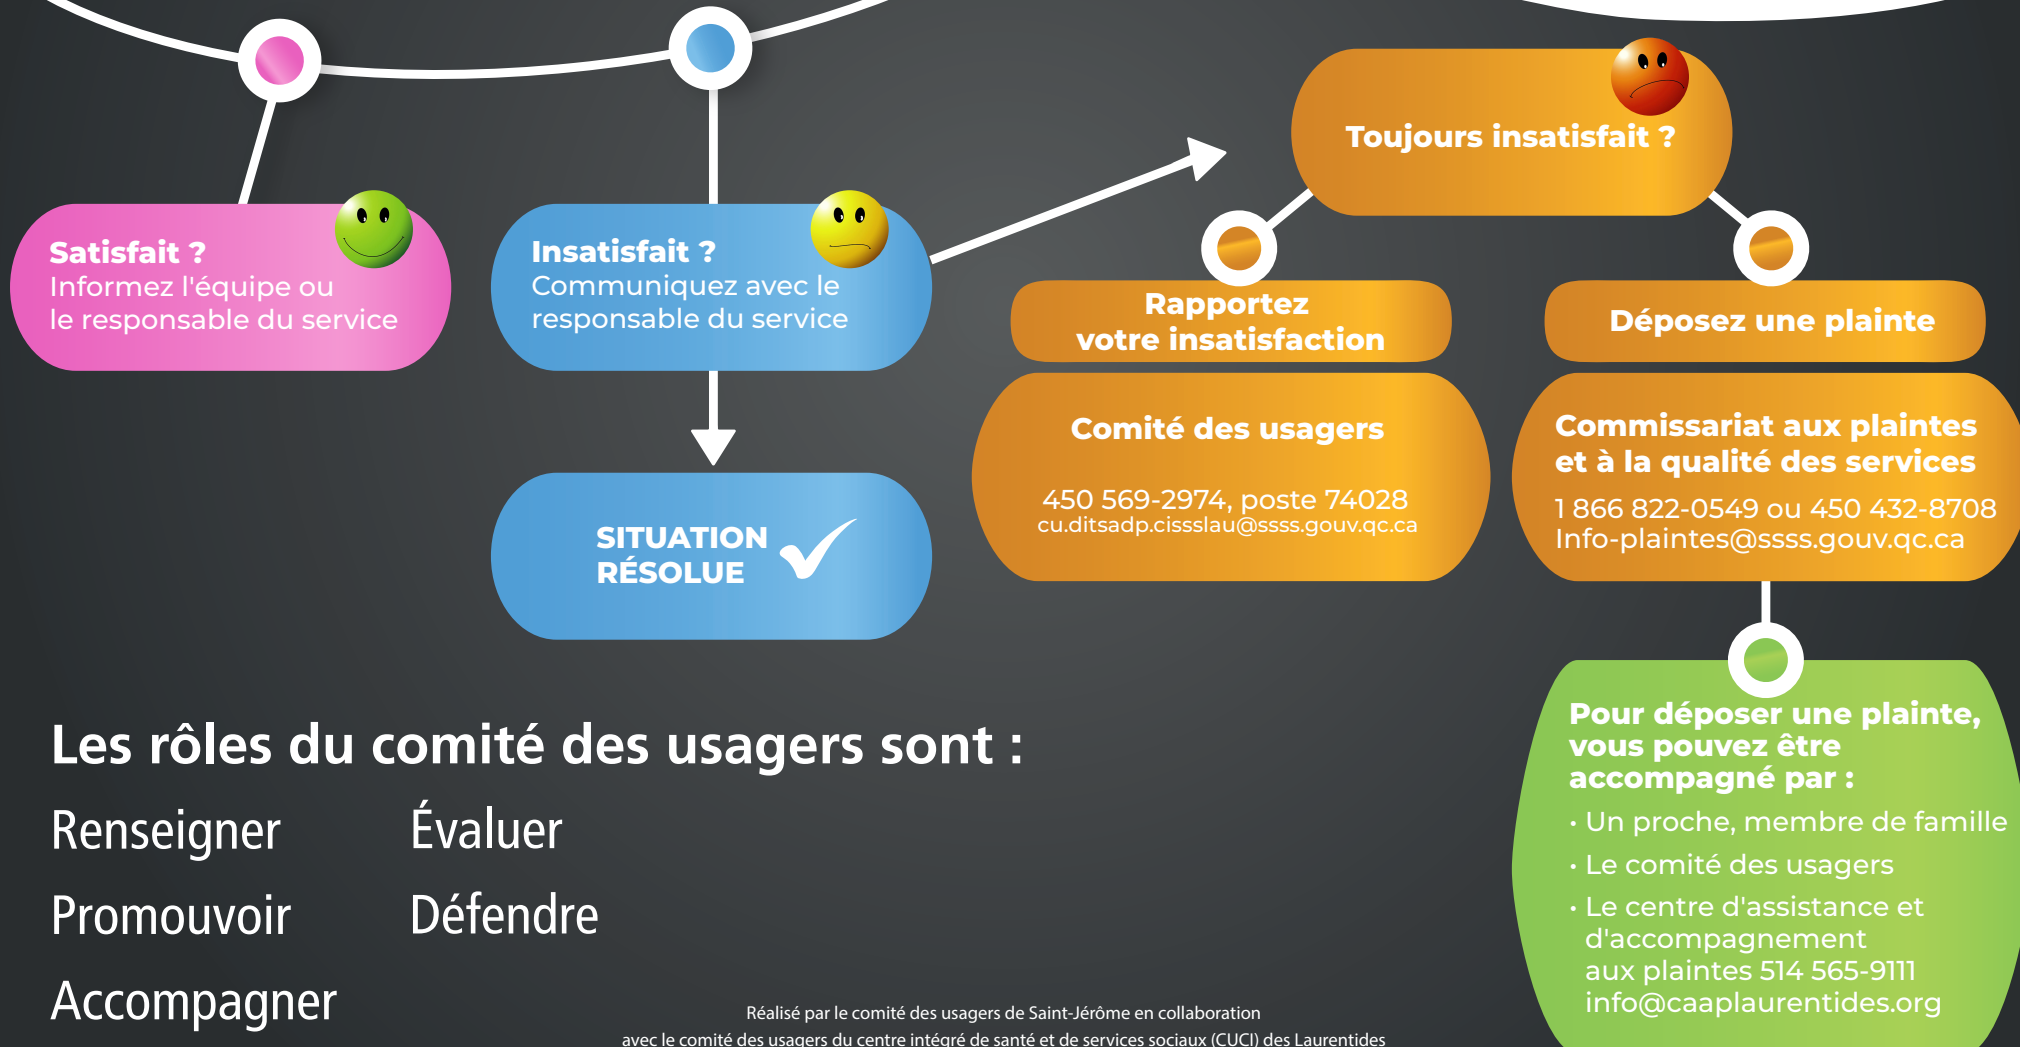 Satisfait ?
Informez l'équipe ou
le responsable du service
Insatisfait ?
Communiquez avec le
responsable du service
SITUATION
RÉSOLUE
Toujours insatisfait ?
Rapportez
votre insatisfaction
Comité des usagers
450 569-2974, poste 74028
cu.ditsadp.cissslau@ssss.gouv.qc.ca
Déposez une plainte
Commissariat aux plaintes
et à la qualité des services
1 866 822-0549 ou 450 432-8708
Info-plaintes@ssss.gouv.qc.ca
Pour déposer une plainte,
vous pouvez être
accompagné par :
• Un proche, membre de famille
• Le comité des usagers
• Le centre d'assistance et
d'accompagnement
aux plaintes 514 565-9111
info@caaplaurentides.org
Les rôles du comité des usagers sont :
Renseigner
Promouvoir
Accompagner
Évaluer
Défendre
Réalisé par le comité des usagers de Saint-Jérôme en collaboration
avec le comité des usagers du centre intégré de santé et de services sociaux (CUCI) des Laurentides